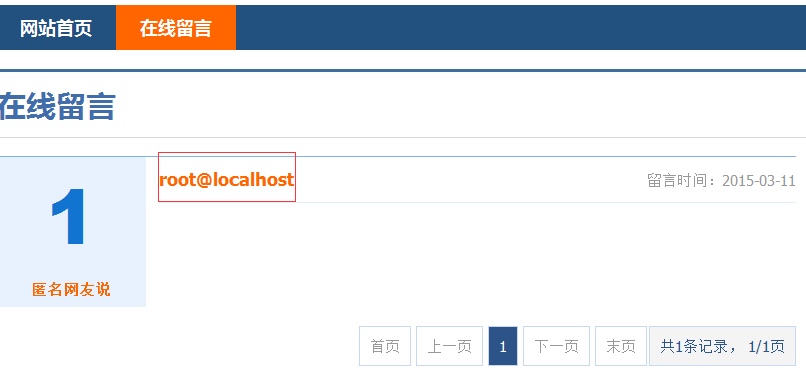 网站首页 在线留言
在线留言
1
root@localhost 留言时间：2015-03-11
匿名网友说
首页 上一页 1 下一页 末页 共1条记录， 1/1页